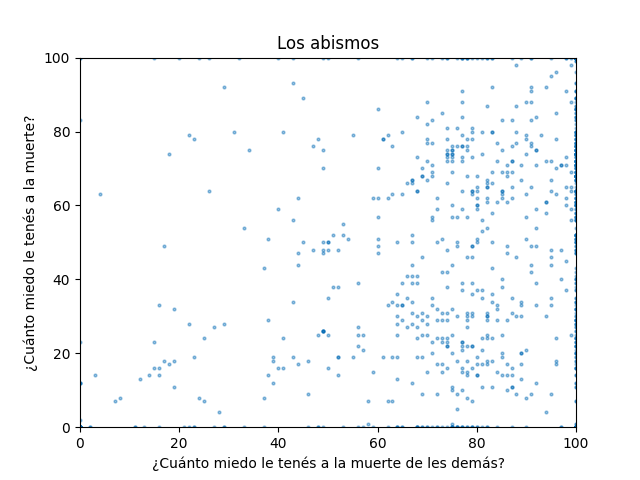 Los abismos
¿Cuánto miedo le tenés a la muerte?
100
80
60
40
20
0
0 20 40 60 80 100
¿Cuánto miedo le tenés a la muerte de les demás?